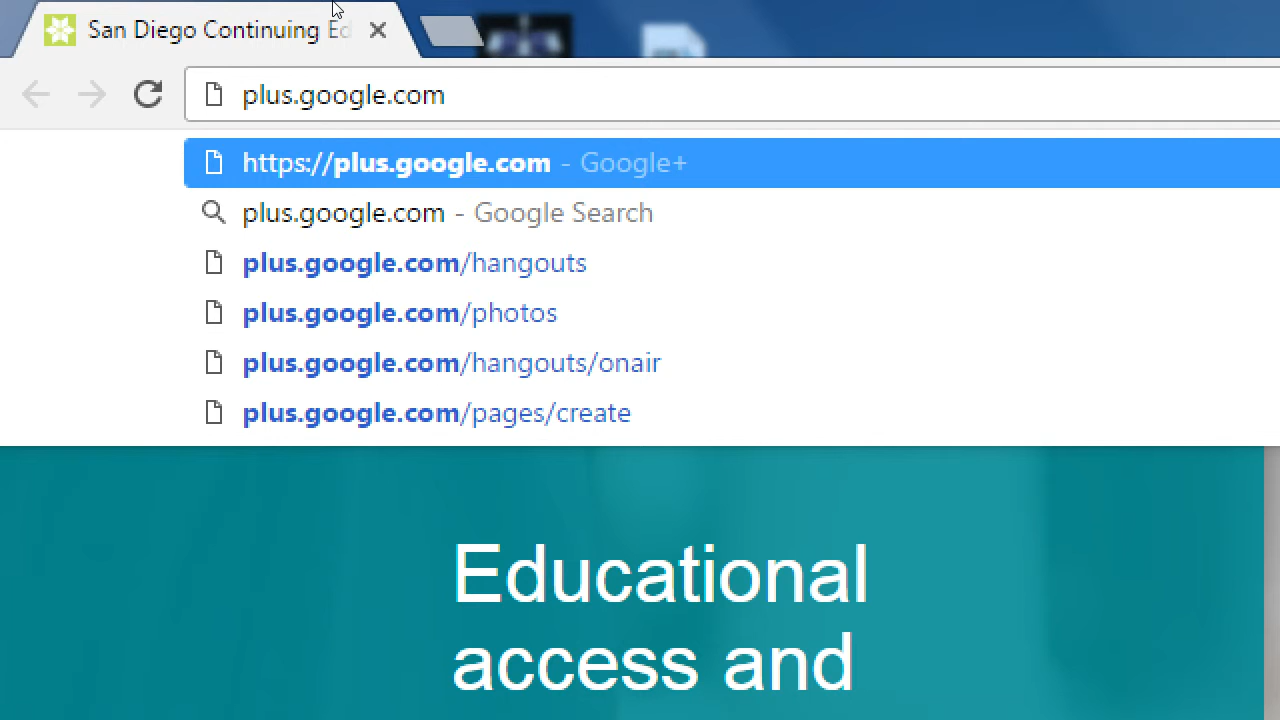 San Diego Continuing Ed
plus.google.com
https://plus.google.com - Google+
plus.google.com - Google Search
plus.google.com/hangouts
plus.google.com/photos
plus.google.com/hangouts/onair
plus.google.com/pages/create
Educational
access and